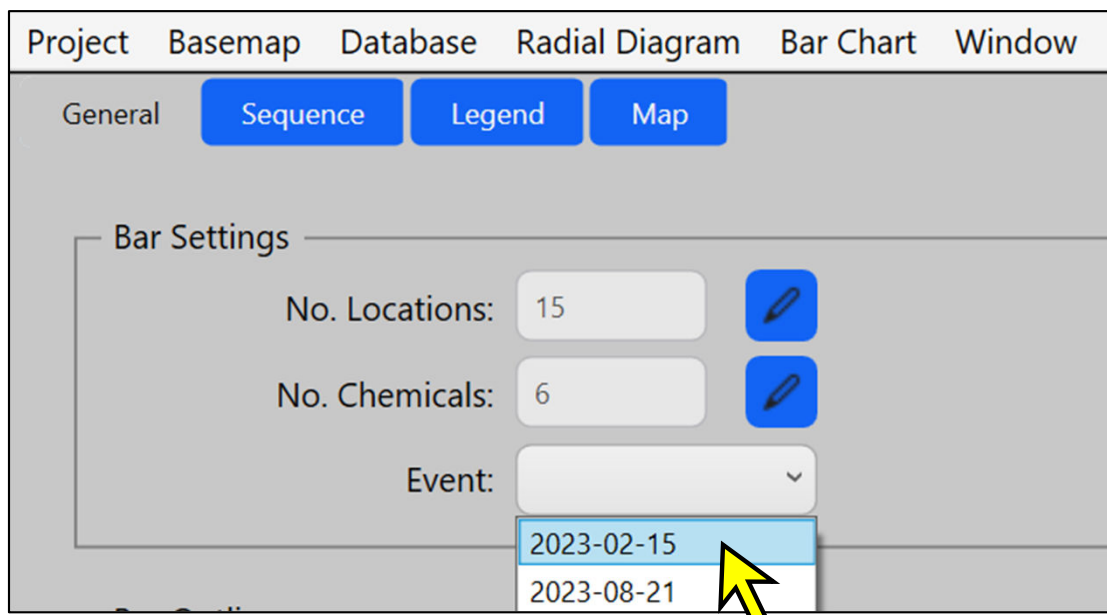 Project Basemap Database Radial Diagram Bar Chart Window
General Sequence Legend Map
Bar Settings
No. Locations: 15
No. Chemicals: 6
Event:
2023-02-15
2023-08-21